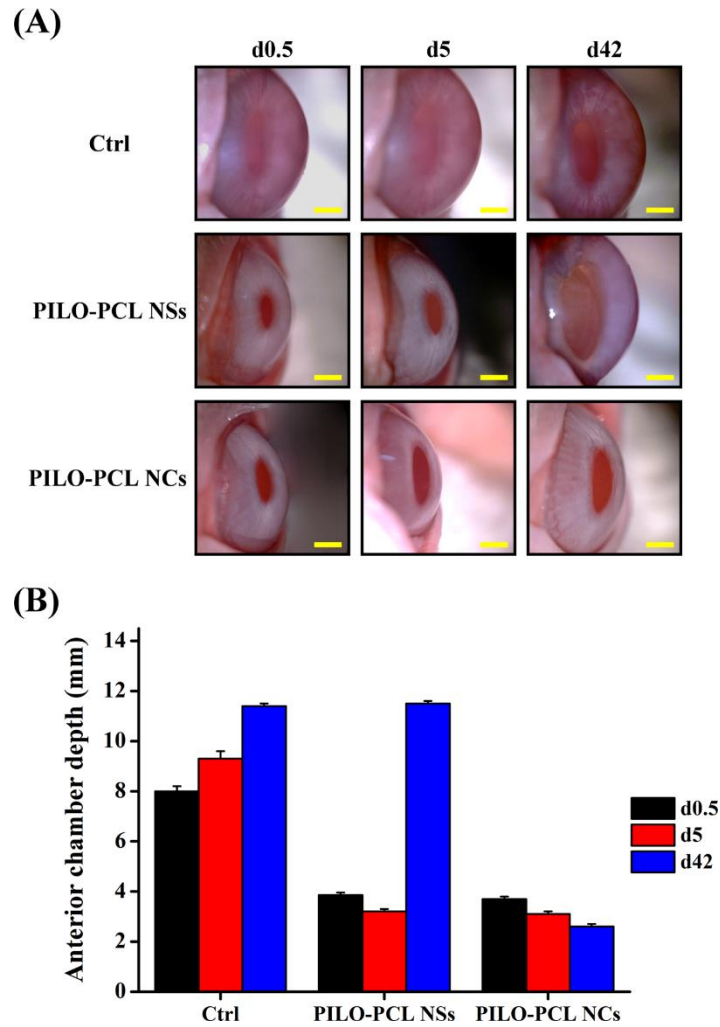 (A)
d0.5 d5 d42
Ctrl
PILO-PCL NSs
PILO-PCL NCs
(B)
Anterior chamber depth (mm)
14
12
10
8
6
4
2
0
Ctrl PILO-PCL NSs PILO-PCL NCs
d0.5
d5
d42